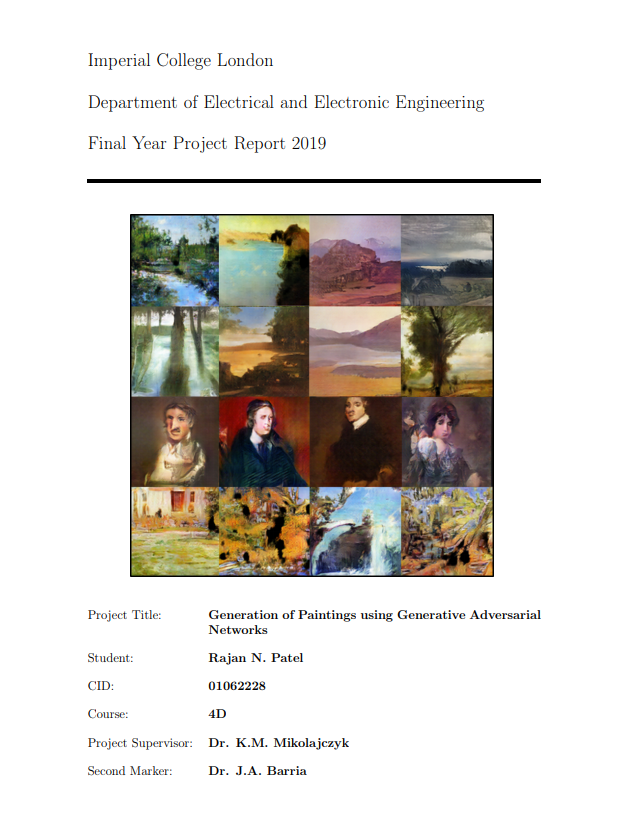 Imperial College London
Department of Electrical and Electronic Engineering
Final Year Project Report 2019
Project Title: Generation of Paintings using Generative Adversarial
Networks
Student: Rajan N. Patel
CID: 01062228
Course: 4D
Project Supervisor: Dr. K.M. Mikolajczyk
Second Marker: Dr. J.A. Barria